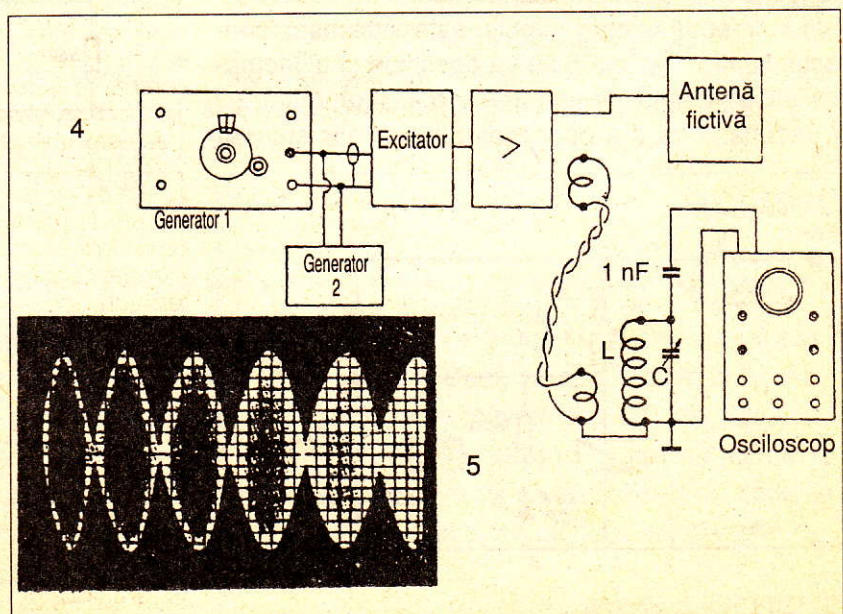 4
Generator 1
Generator
2
Excitator
>
Antenă
fictivă
1 nF
L
C
Osciloscop
5